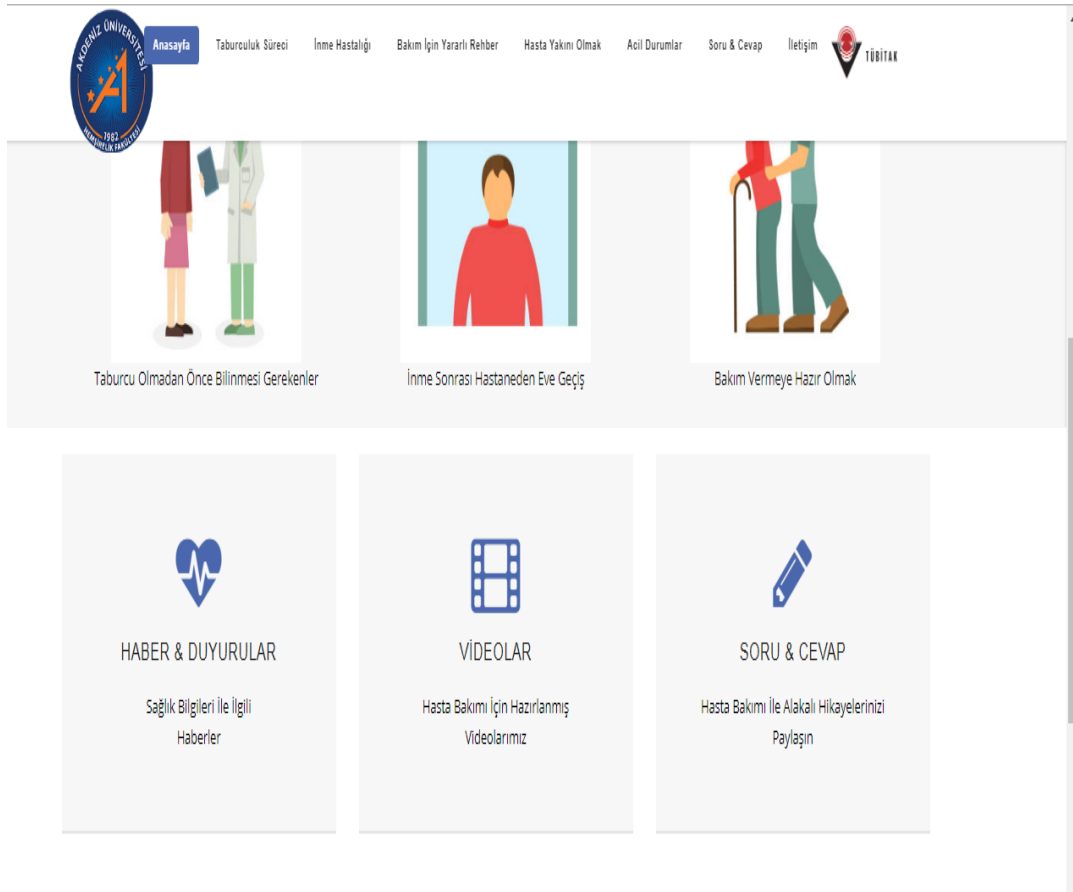 AKDENİZ ÜNİVERSİTESİ
1982
HEMŞİRELİK FAKÜLTESİ
Anasayfa
Taburculuk Süreci
İnme Hastalığı
Bakım İçin Yararlı Rehber
Hasta Yakını Olmak
Acil Durumlar
Soru & Cevap
İletişim
TÜBİTAK
Taburcu Olmadan Önce Bilinmesi Gerekenler
İnme Sonrası Hastaneden Eve Geçiş
Bakım Vermeye Hazır Olmak
HABER & DUYURULAR
Sağlık Bilgileri İle İlgili
Haberler
VİDEOLAR
Hasta Bakımı İçin Hazırlanmış
Videolarımız
SORU & CEVAP
Hasta Bakımı İle Alakalı Hikayelerinizi
Paylaşın